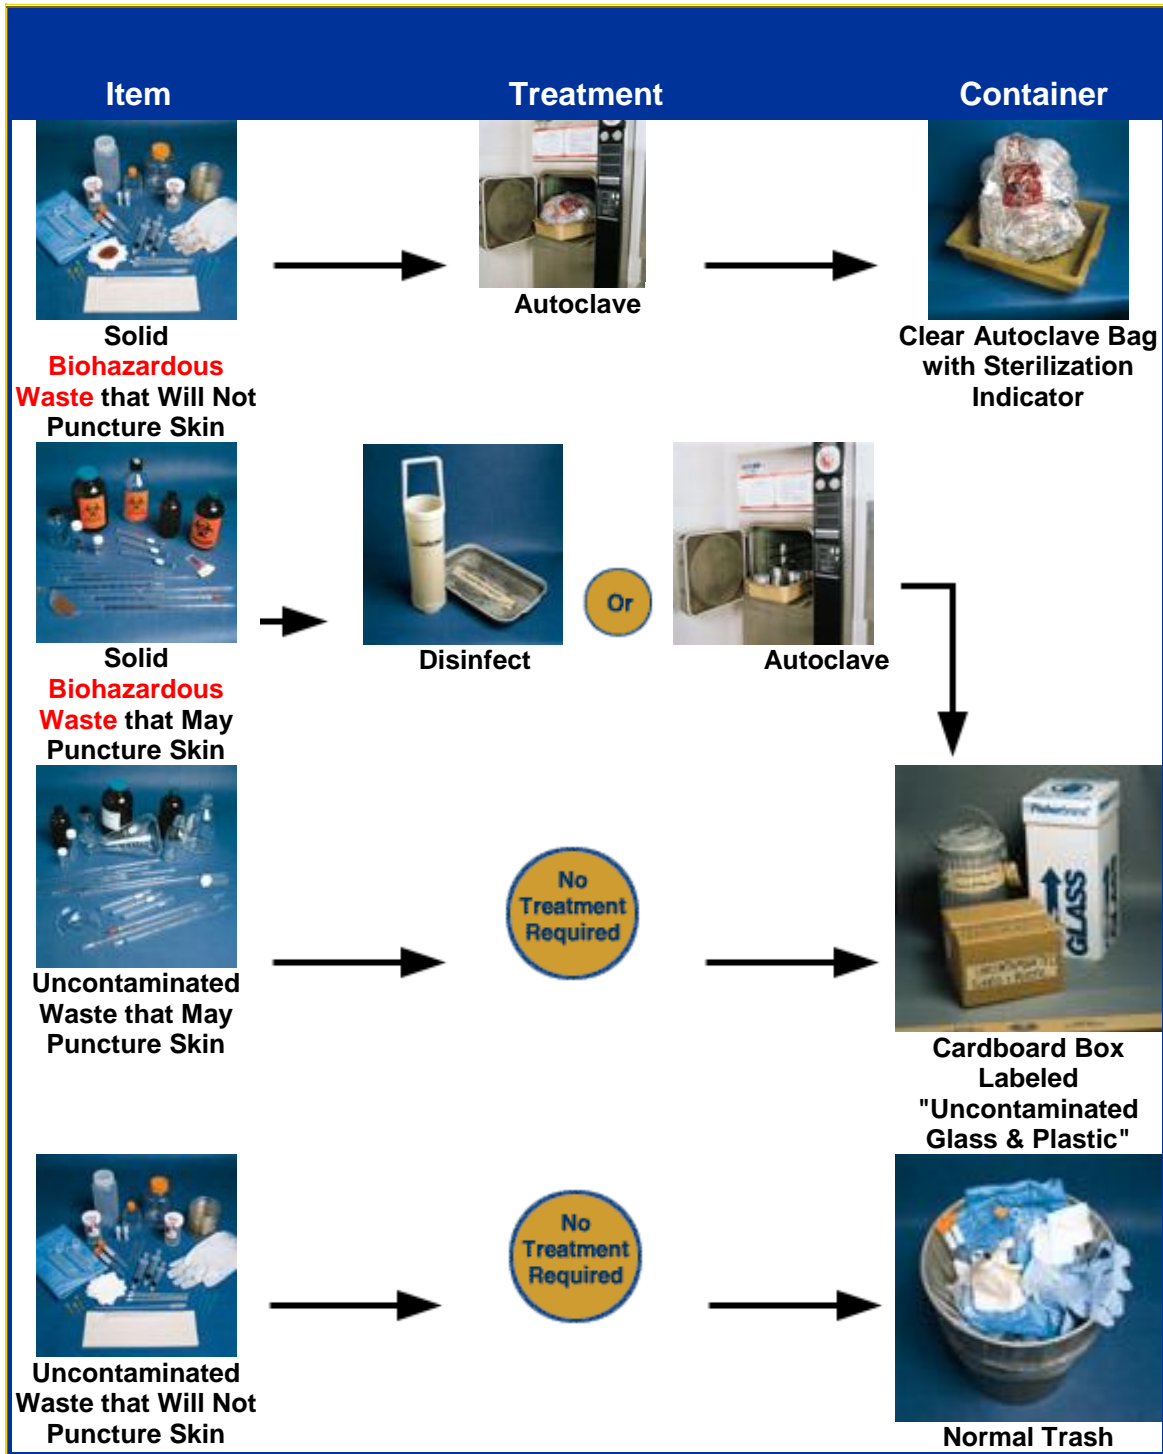 Item
Treatment
Container
Autoclave
Solid
Biohazardous
Waste that Will Not
Puncture Skin
Clear Autoclave Bag
with Sterilization
Indicator
Or
Solid
Biohazardous
Waste that May
Puncture Skin
Disinfect
Autoclave
No
Treatment
Required
GLASS
Uncontaminated
Waste that May
Puncture Skin
Cardboard Box
Labeled
"Uncontaminated
Glass & Plastic"
No
Treatment
Required
Uncontaminated
Waste that Will Not
Puncture Skin
Normal Trash